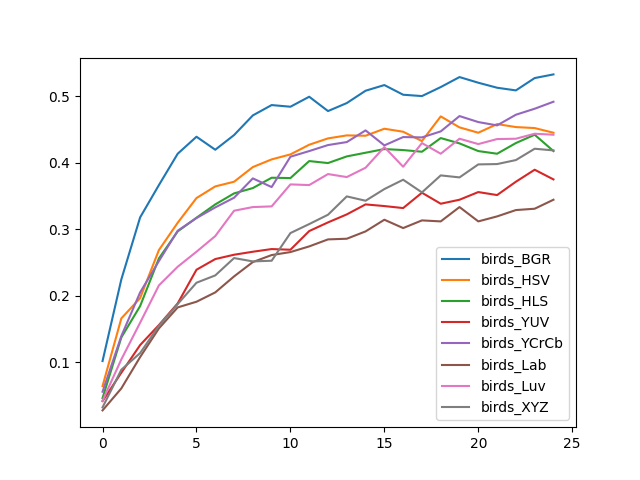 0.5
0.4
0.3
0.2
0.1
0 5 10 15 20 25
birds_BGR
birds_HSV
birds_HLS
birds_YUV
birds_YCrCb
birds_Lab
birds_Luv
birds_XYZ